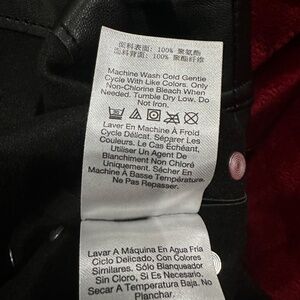 面料表面: 100% 聚氨酯
面料背面: 100% 聚酯纤维
Machine Wash Cold Gentle
Cycle With Like Colors. Only
Non-Chlorine Bleach When
Needed. Tumble Dry Low. Do
Not Iron.
Laver En Machine À Froid
Cycle Délicat. Séparer Les
Couleurs. Le Cas Échéant,
Utiliser Un Agent De
Blanchiment Non Chloré
Uniquement. Sécher En
Machine A Basse Température.
Ne Pas Repasser.
Lavar A Máquina En Agua Fria
Ciclo Delicado, Con Colores
Similares. Sólo Blanqueador
Sin Cloro, Si Es Necesario.
Secar A Temperatura Baja. No
Planchar.